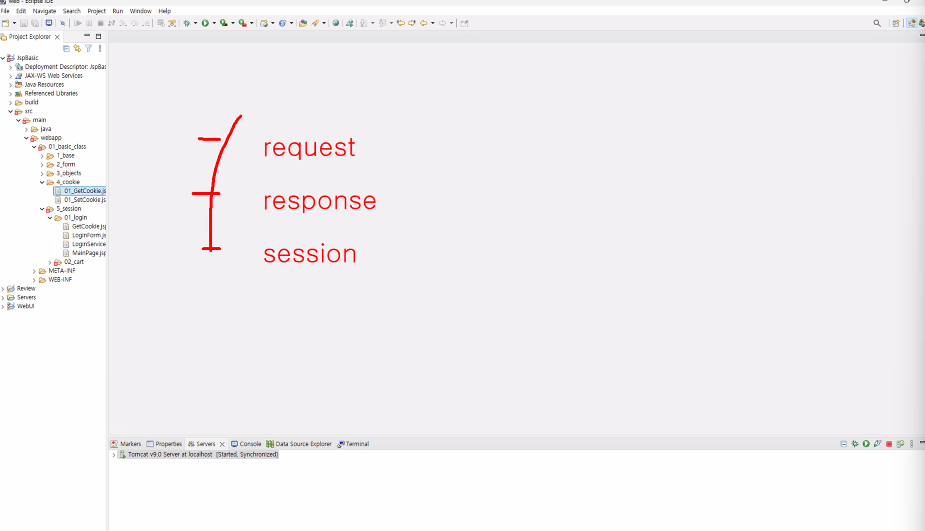 web - Eclipse IDE
File Edit Navigate Search Project Run Window Help
Project Explorer
JspBasic
Deployment Descriptor: JspBas
JAX-WS Web Services
Java Resources
Referenced Libraries
build
src
main
java
webapp
01_basic_class
1_base
2_form
3_objects
4_cookie
01_GetCookie.js
01_SetCookie.js
5_session
01_login
GetCookie.jsp
LoginForm.jsp
LoginService
MainPage.jsp
02_cart
META-INF
WEB-INF
Review
Servers
WebUI
request
response
session
Markers Properties Servers Console Data Source Explorer Terminal
Tomcat v9.0 Server at localhost [Started, Synchronized]